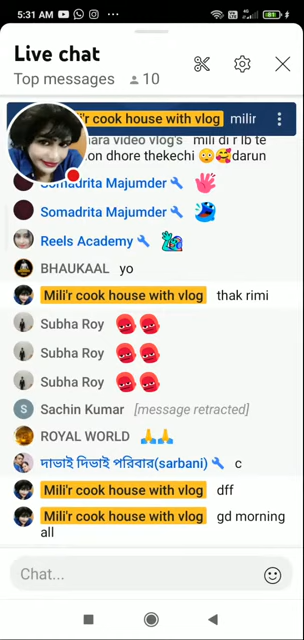 5:31 AM
Live chat
Top messages 10
i'r cook house with vlog milir
ara video vlog's mili di r lb te
on dhore thekechi 😳🥰darun
Somadrita Majumder
Somadrita Majumder
Reels Academy
BHAUKAAL yo
Mili'r cook house with vlog thak rimi
Subha Roy
Subha Roy
Subha Roy
S Sachin Kumar [message retracted]
ROYAL WORLD 🙏🙏
দাভাই দিভাই পরিবার(sarbani) c
Mili'r cook house with vlog dff
Mili'r cook house with vlog gd morning
all
Chat...